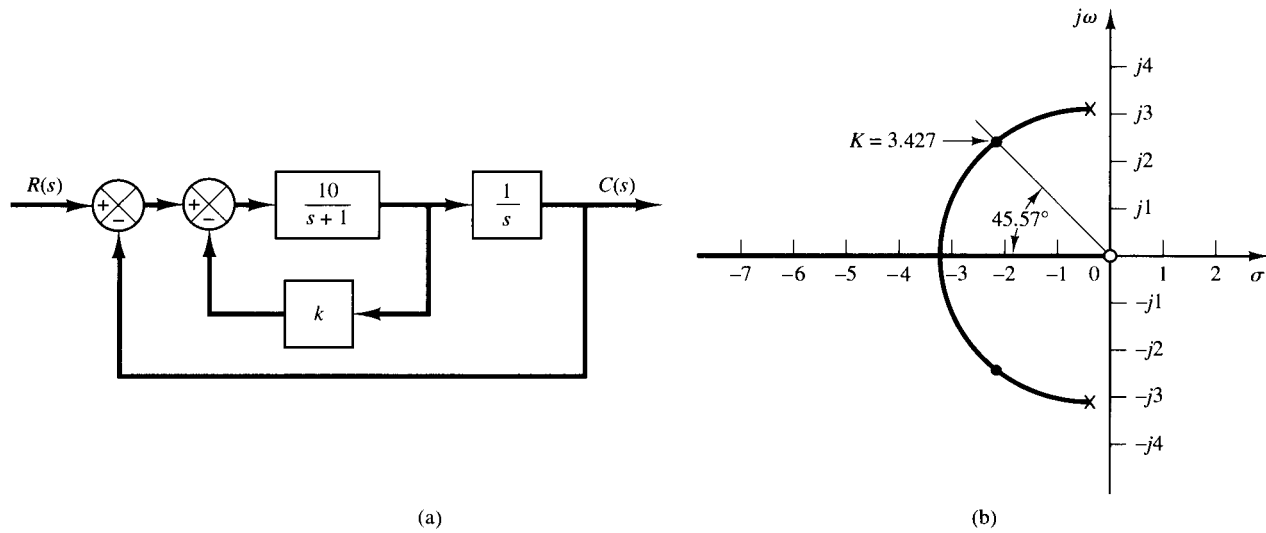 R(s)
+
−
+
−
10
s + 1
1
s
C(s)
k
(a)
jω
j4
j3
j2
j1
K = 3.427
45.57°
−7 −6 −5 −4 −3 −2 −1 0 1 2 σ
−j1
−j2
−j3
−j4
(b)